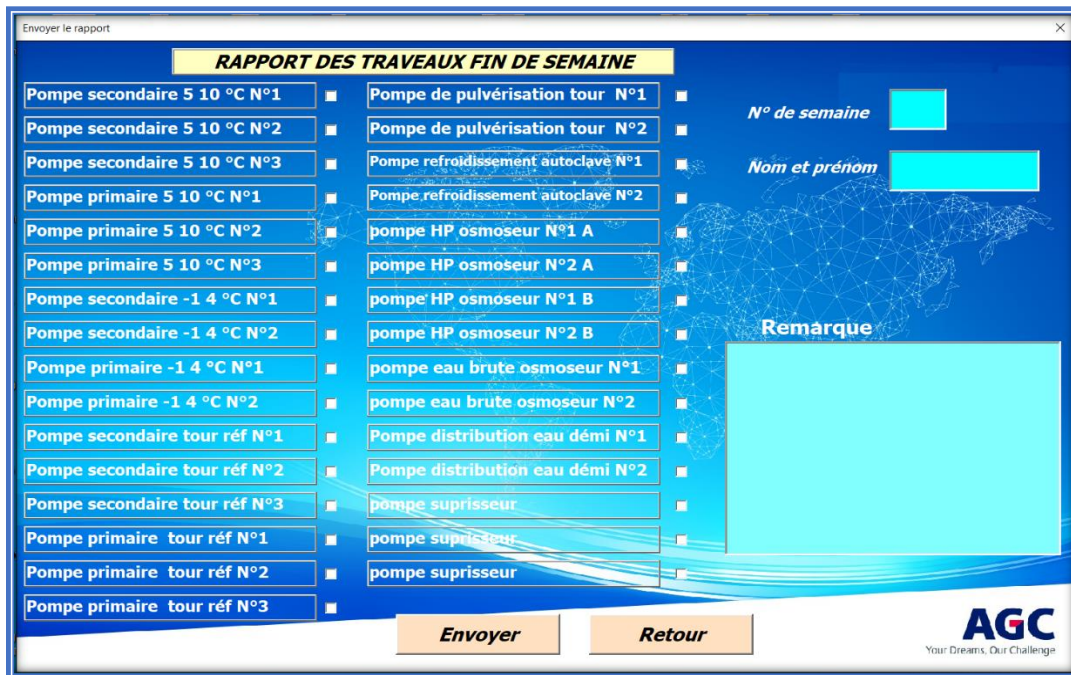 Envoyer le rapport
RAPPORT DES TRAVEAUX FIN DE SEMAINE
Pompe secondaire 5 10 °C N°1
Pompe secondaire 5 10 °C N°2
Pompe secondaire 5 10 °C N°3
Pompe primaire 5 10 °C N°1
Pompe primaire 5 10 °C N°2
Pompe primaire 5 10 °C N°3
Pompe secondaire -1 4 °C N°1
Pompe secondaire -1 4 °C N°2
Pompe primaire -1 4 °C N°1
Pompe primaire -1 4 °C N°2
Pompe secondaire tour réf N°1
Pompe secondaire tour réf N°2
Pompe secondaire tour réf N°3
Pompe primaire tour réf N°1
Pompe primaire tour réf N°2
Pompe primaire tour réf N°3
Pompe de pulvérisation tour N°1
Pompe de pulvérisation tour N°2
Pompe refroidissement autoclave N°1
Pompe refroidissement autoclave N°2
pompe HP osmoseur N°1 A
pompe HP osmoseur N°2 A
pompe HP osmoseur N°1 B
pompe HP osmoseur N°2 B
pompe eau brute osmoseur N°1
pompe eau brute osmoseur N°2
Pompe distribution eau démi N°1
Pompe distribution eau démi N°2
pompe suprisseur
pompe suprisseur
pompe suprisseur
N° de semaine
Nom et prénom
Remarque
Envoyer
Retour
AGC
Your Dreams, Our Challenge